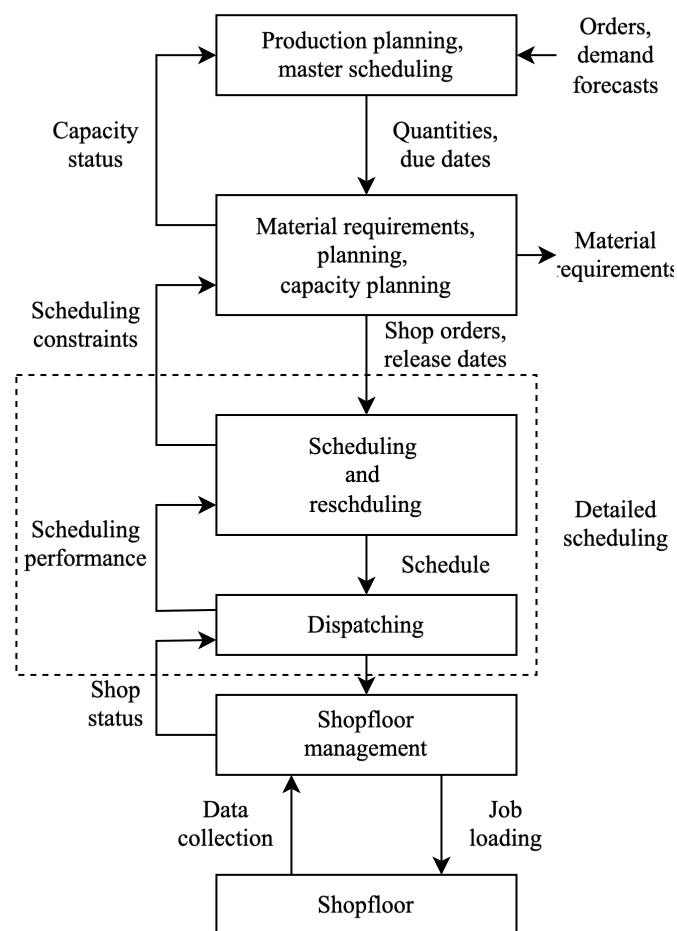 Production planning,
master scheduling
Orders,
demand
forecasts
Capacity
status
Quantities,
due dates
Material requirements,
planning,
capacity planning
Material
requirements
Scheduling
constraints
Shop orders,
release dates
Scheduling
and
reschduling
Detailed
scheduling
Scheduling
performance
Schedule
Dispatching
Shop
status
Shopfloor
management
Data
collection
Job
loading
Shopfloor